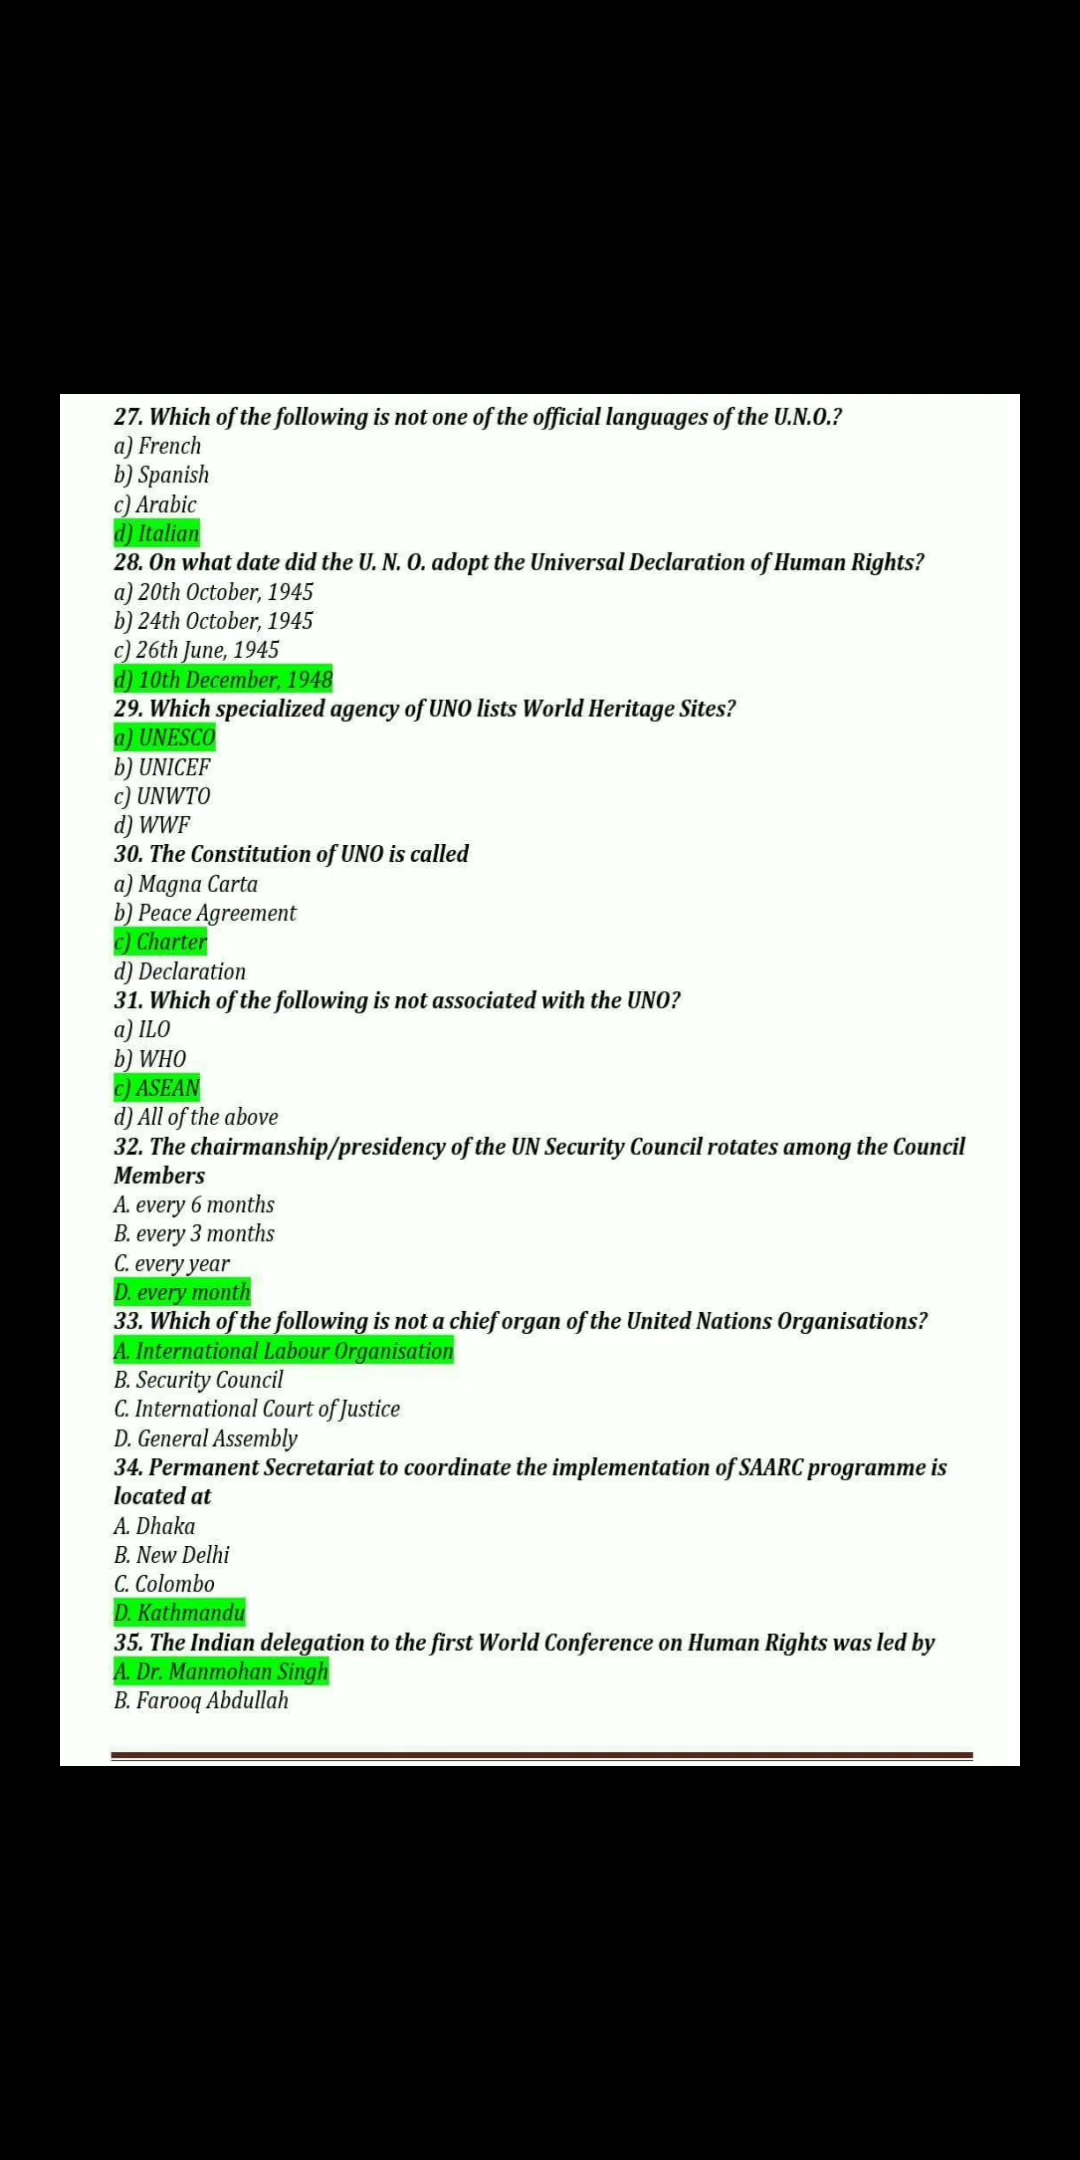 27. Which of the following is not one of the official languages of the U.N.O.?
a) French
b) Spanish
c) Arabic
d) Italian
28. On what date did the U. N. O. adopt the Universal Declaration of Human Rights?
a) 20th October, 1945
b) 24th October, 1945
c) 26th June, 1945
d) 10th December, 1948
29. Which specialized agency of UNO lists World Heritage Sites?
a) UNESCO
b) UNICEF
c) UNWTO
d) WWF
30. The Constitution of UNO is called
a) Magna Carta
b) Peace Agreement
c) Charter
d) Declaration
31. Which of the following is not associated with the UNO?
a) ILO
b) WHO
c) ASEAN
d) All of the above
32. The chairmanship/presidency of the UN Security Council rotates among the Council
Members
A. every 6 months
B. every 3 months
C. every year
D. every month
33. Which of the following is not a chief organ of the United Nations Organisations?
A. International Labour Organisation
B. Security Council
C. International Court of Justice
D. General Assembly
34. Permanent Secretariat to coordinate the implementation of SAARC programme is
located at
A. Dhaka
B. New Delhi
C. Colombo
D. Kathmandu
35. The Indian delegation to the first World Conference on Human Rights was led by
A. Dr. Manmohan Singh
B. Farooq Abdullah